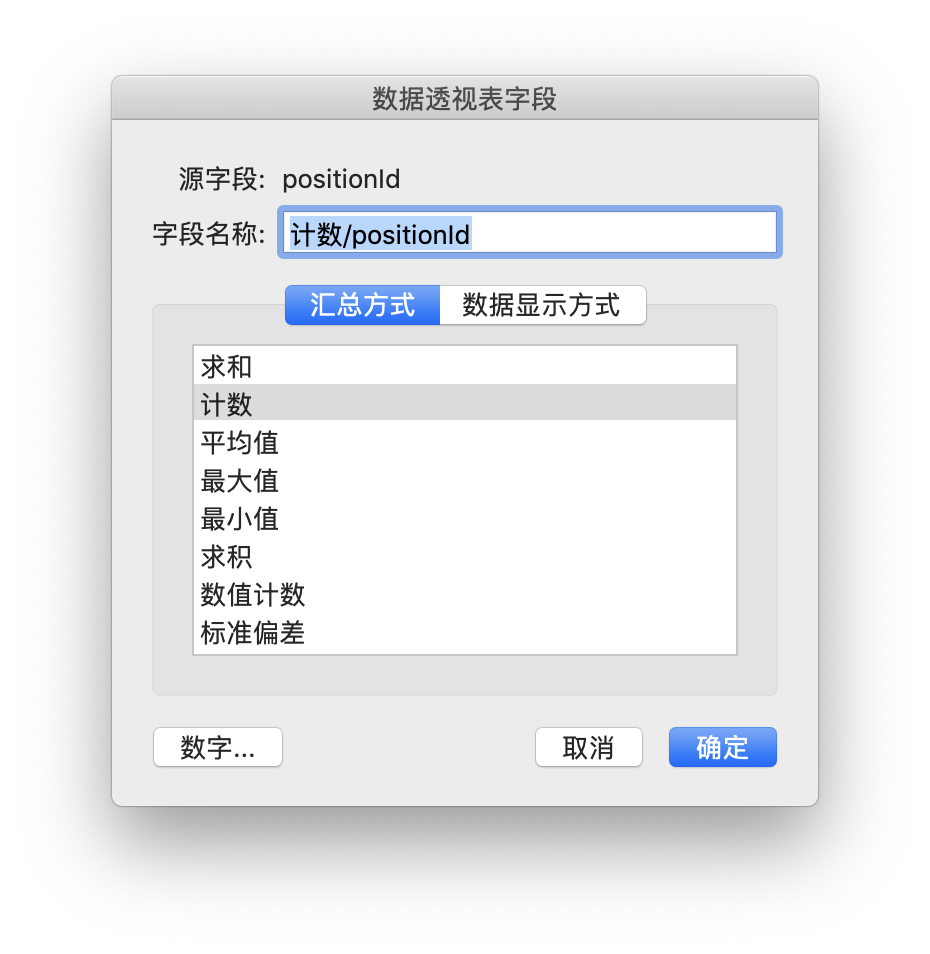 数据透视表字段
源字段: positionId
字段名称: 计数/positionId
汇总方式 数据显示方式
求和
计数
平均值
最大值
最小值
求积
数值计数
标准偏差
数字... 取消 确定